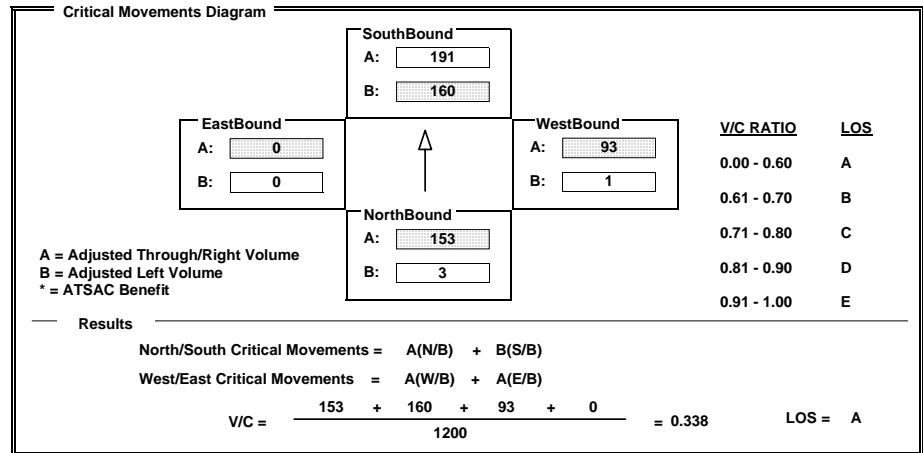 Critical Movements Diagram
SouthBound
A: 191
B: 160
EastBound
A: 0
B: 0
WestBound
A: 93
B: 1
NorthBound
A: 153
B: 3
V/C RATIO LOS
0.00 - 0.60 A
0.61 - 0.70 B
0.71 - 0.80 C
0.81 - 0.90 D
0.91 - 1.00 E
A = Adjusted Through/Right Volume
B = Adjusted Left Volume
* = ATSAC Benefit
Results
North/South Critical Movements = A(N/B) + B(S/B)
West/East Critical Movements = A(W/B) + A(E/B)
V/C = 153 + 160 + 93 + 0 = 0.338 LOS = A
1200